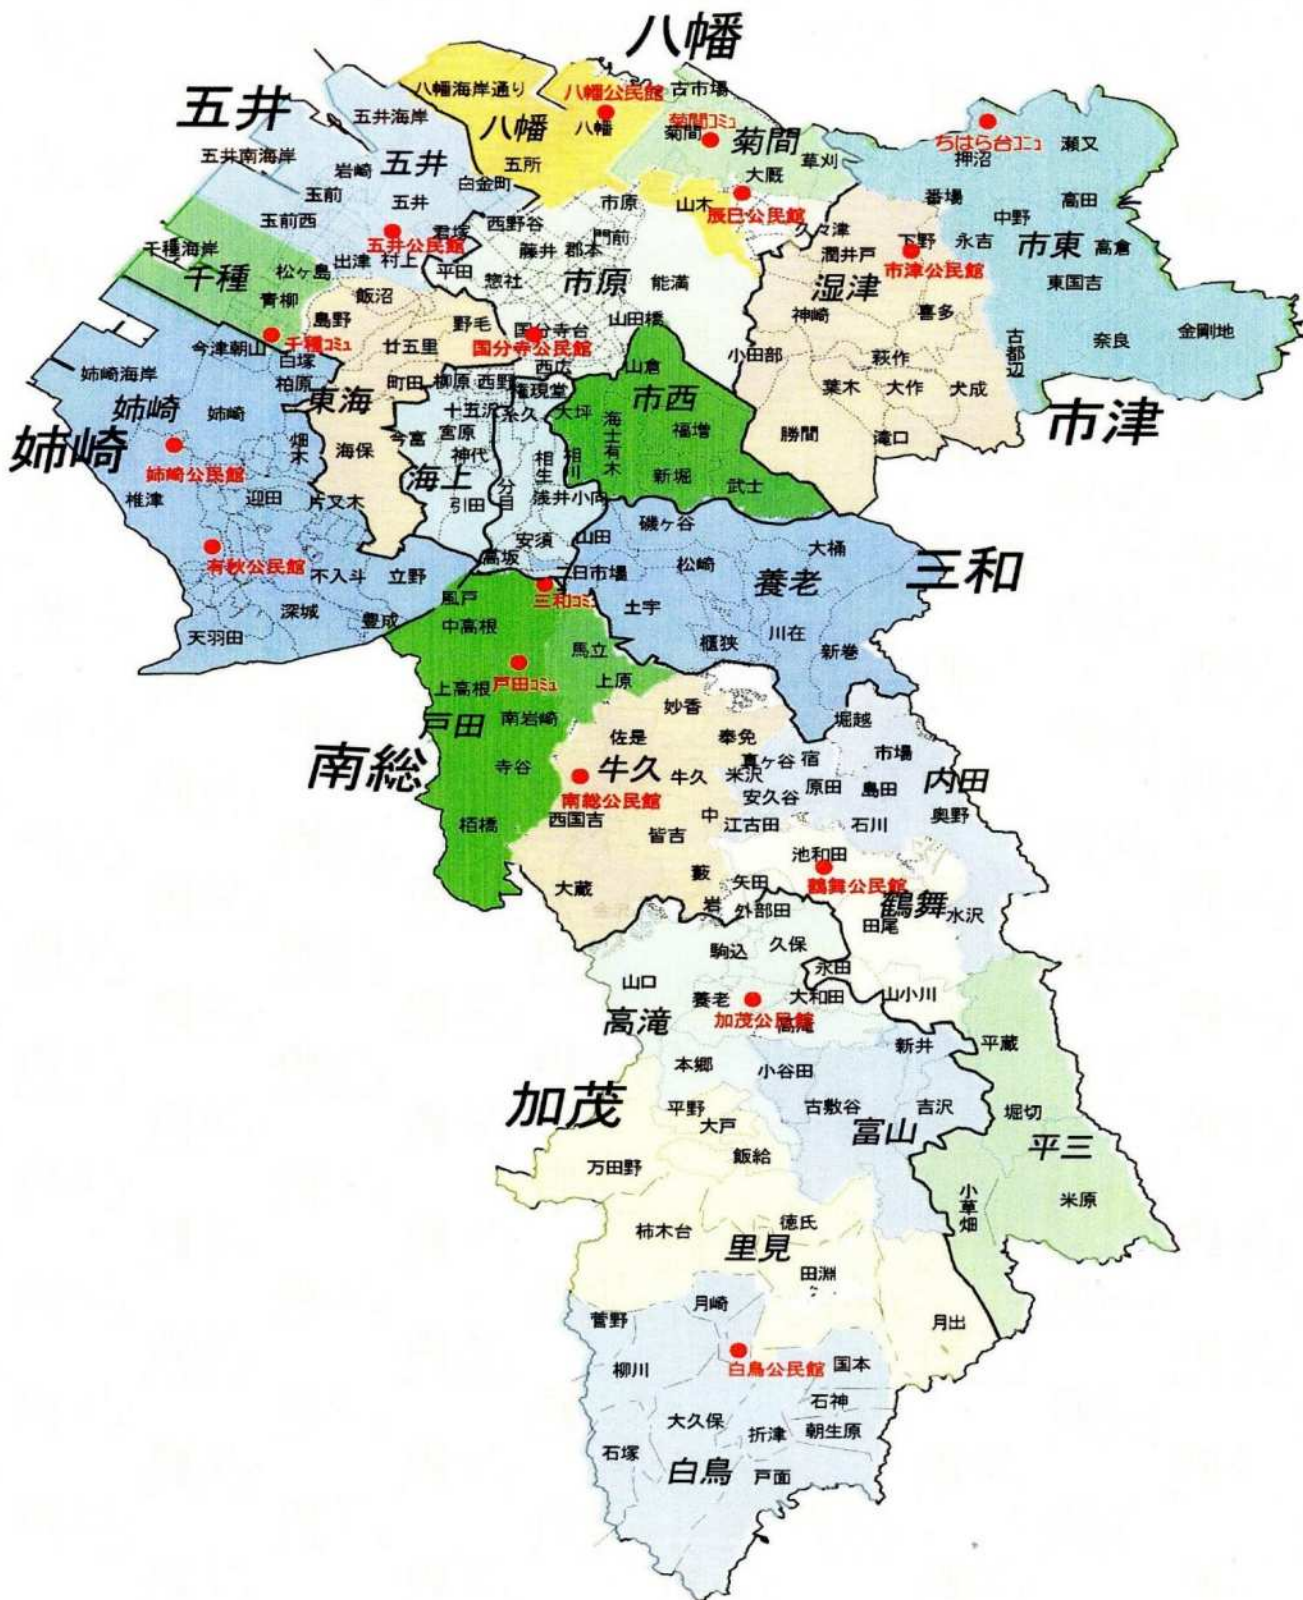 八幡
五井
八幡海岸通り
八幡公民館
古市場
五井海岸
八幡
八幡
菊間
菊間コミュ
菊間
ちはら台コミュ
瀬又
押沼
五井南海岸
岩崎
五井
五所
大厩
草刈
玉前
五井
白金町
市原
山木
辰巳公民館
番場
高田
玉前西
五井公民館
君塚
西野谷
門前
久々津
下野
永吉
中野
市東
高倉
千種海岸
出津
村上
藤井
郡本
潤井戸
市津公民館
千種
松ヶ島
平田
惣社
市原
能満
湿津
東国吉
青柳
飯沼
島野
野毛
国分寺台
山田橋
神崎
喜多
千種コミュ
国分寺公民館
古都辺
奈良
金剛地
今津朝山
白塚
廿五里
西広
小田部
萩作
姉崎海岸
柏原
東海
町田
柳原
西野
権現堂
山倉
市西
葉木
大作
犬成
姉崎
姉崎
姉崎
十五沢
糸久
大坪
海士有木
福増
市津
畑木
海保
今富
宮原
神代
相生
相川
勝間
滝口
姉崎公民館
海上
新堀
武士
椎津
迎田
片又木
引田
分目
浅井小向
磯ヶ谷
有秋公民館
安須
山田
大桶
三和
不入斗
立野
高坂
日市場
松崎
養老
深城
風戸
三和コミュ
土宇
天羽田
豊成
中高根
櫃狭
川在
新巻
馬立
上高根
戸田コミュ
上原
戸田
南岩崎
妙香
堀越
南総
佐是
奉免
市場
寺谷
牛久
牛久
米沢
真ヶ谷
宿
内田
南総公民館
安久谷
原田
島田
奥野
栢橋
西国吉
中
江古田
石川
皆吉
池和田
大蔵
藪
矢田
鶴舞公民館
岩
外部田
鶴舞
水沢
田尾
駒込
久保
山口
永田
養老
大和田
山小川
高滝
加茂公民館
高滝
新井
平蔵
本郷
小谷田
加茂
平野
古敷谷
吉沢
堀切
大戸
富山
平三
万田野
飯給
小草畑
米原
柿木台
徳氏
里見
田淵
月崎
月出
菅野
白鳥公民館
国本
柳川
石神
大久保
折津
朝生原
石塚
白鳥
戸面